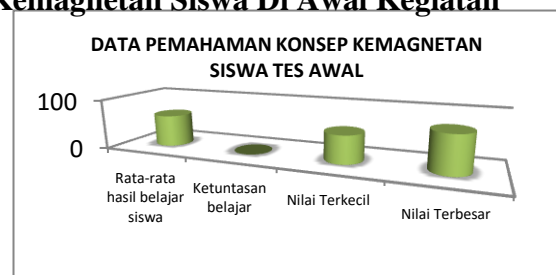 Kemagnetan Siswa Di Awal Kegiatan
DATA PEMAHAMAN KONSEP KEMAGNETAN
SISWA TES AWAL
100
0
Rata-rata
hasil belajar
siswa
Ketuntasan
belajar
Nilai Terkecil
Nilai Terbesar